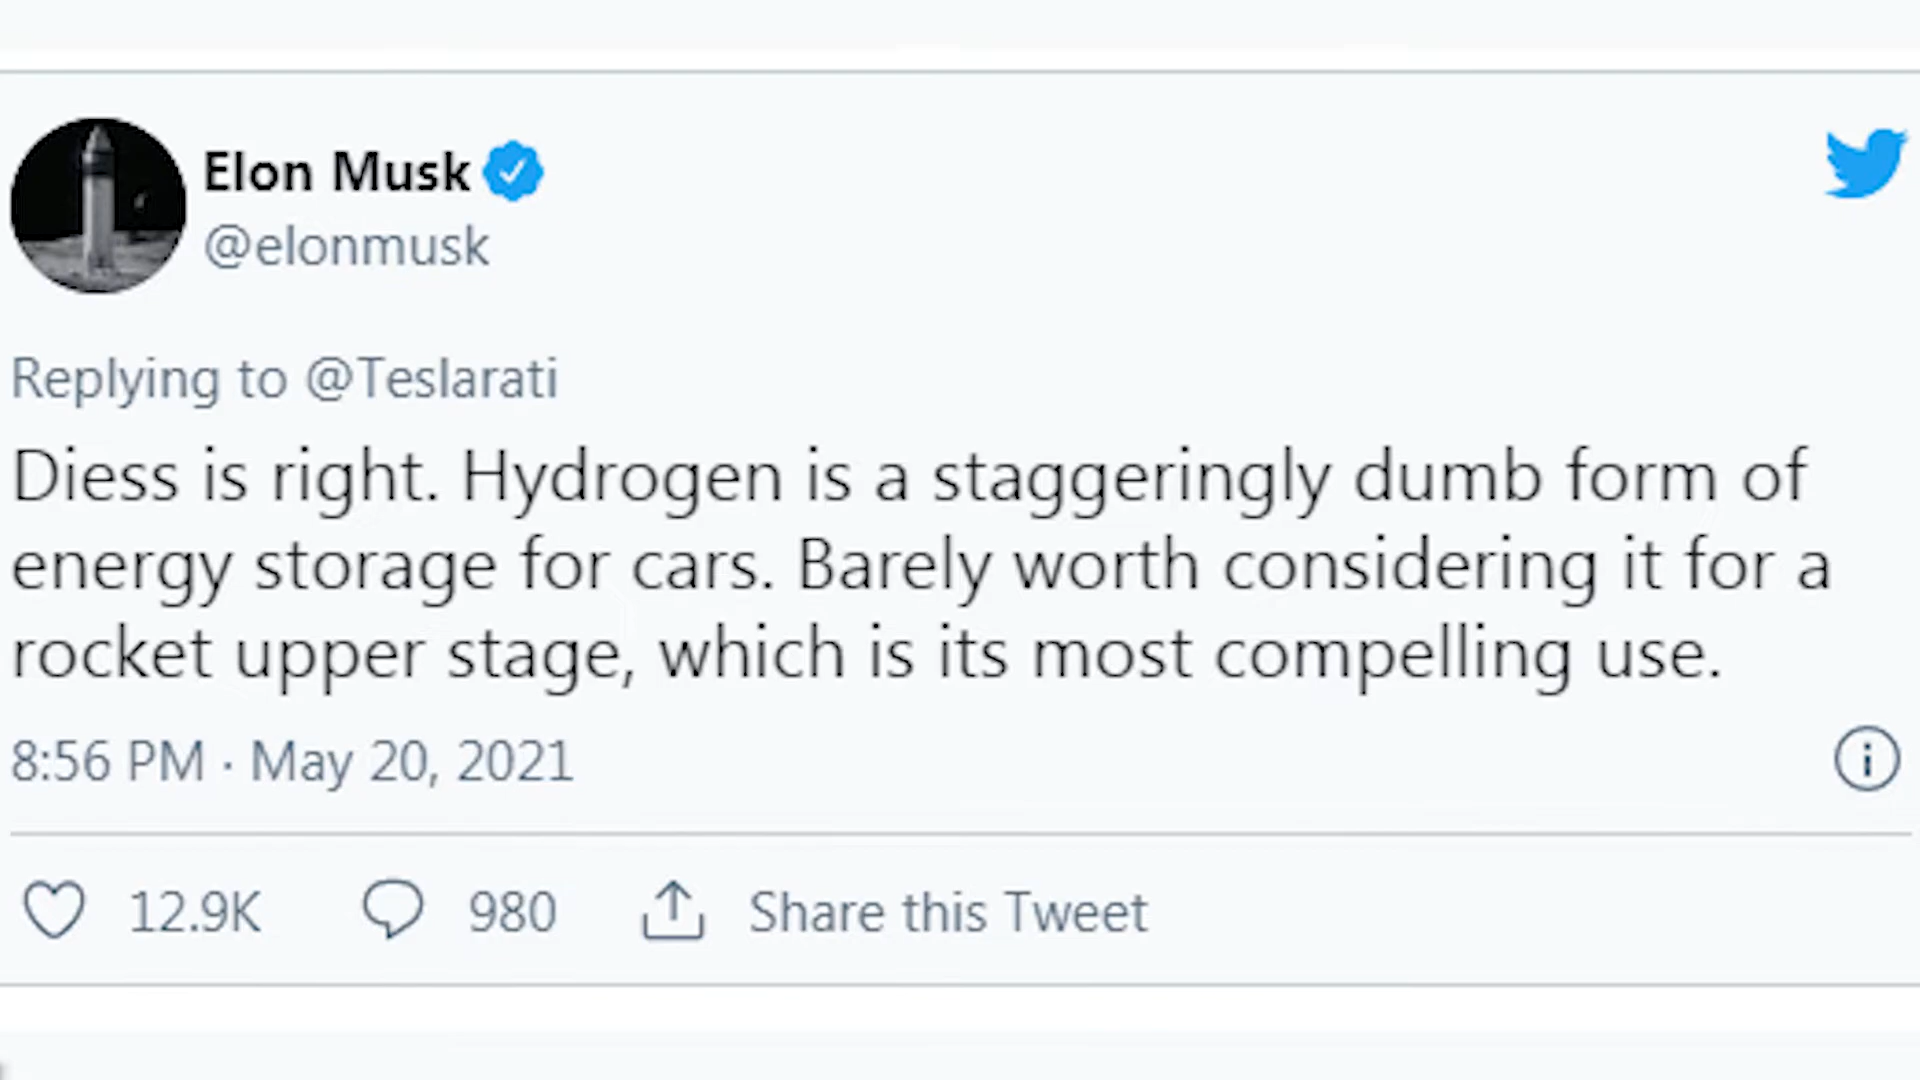 Elon Musk
@elonmusk
Replying to @Teslarati
Diess is right. Hydrogen is a staggeringly dumb form of
energy storage for cars. Barely worth considering it for a
rocket upper stage, which is its most compelling use.
8:56 PM · May 20, 2021
12.9K 980 Share this Tweet